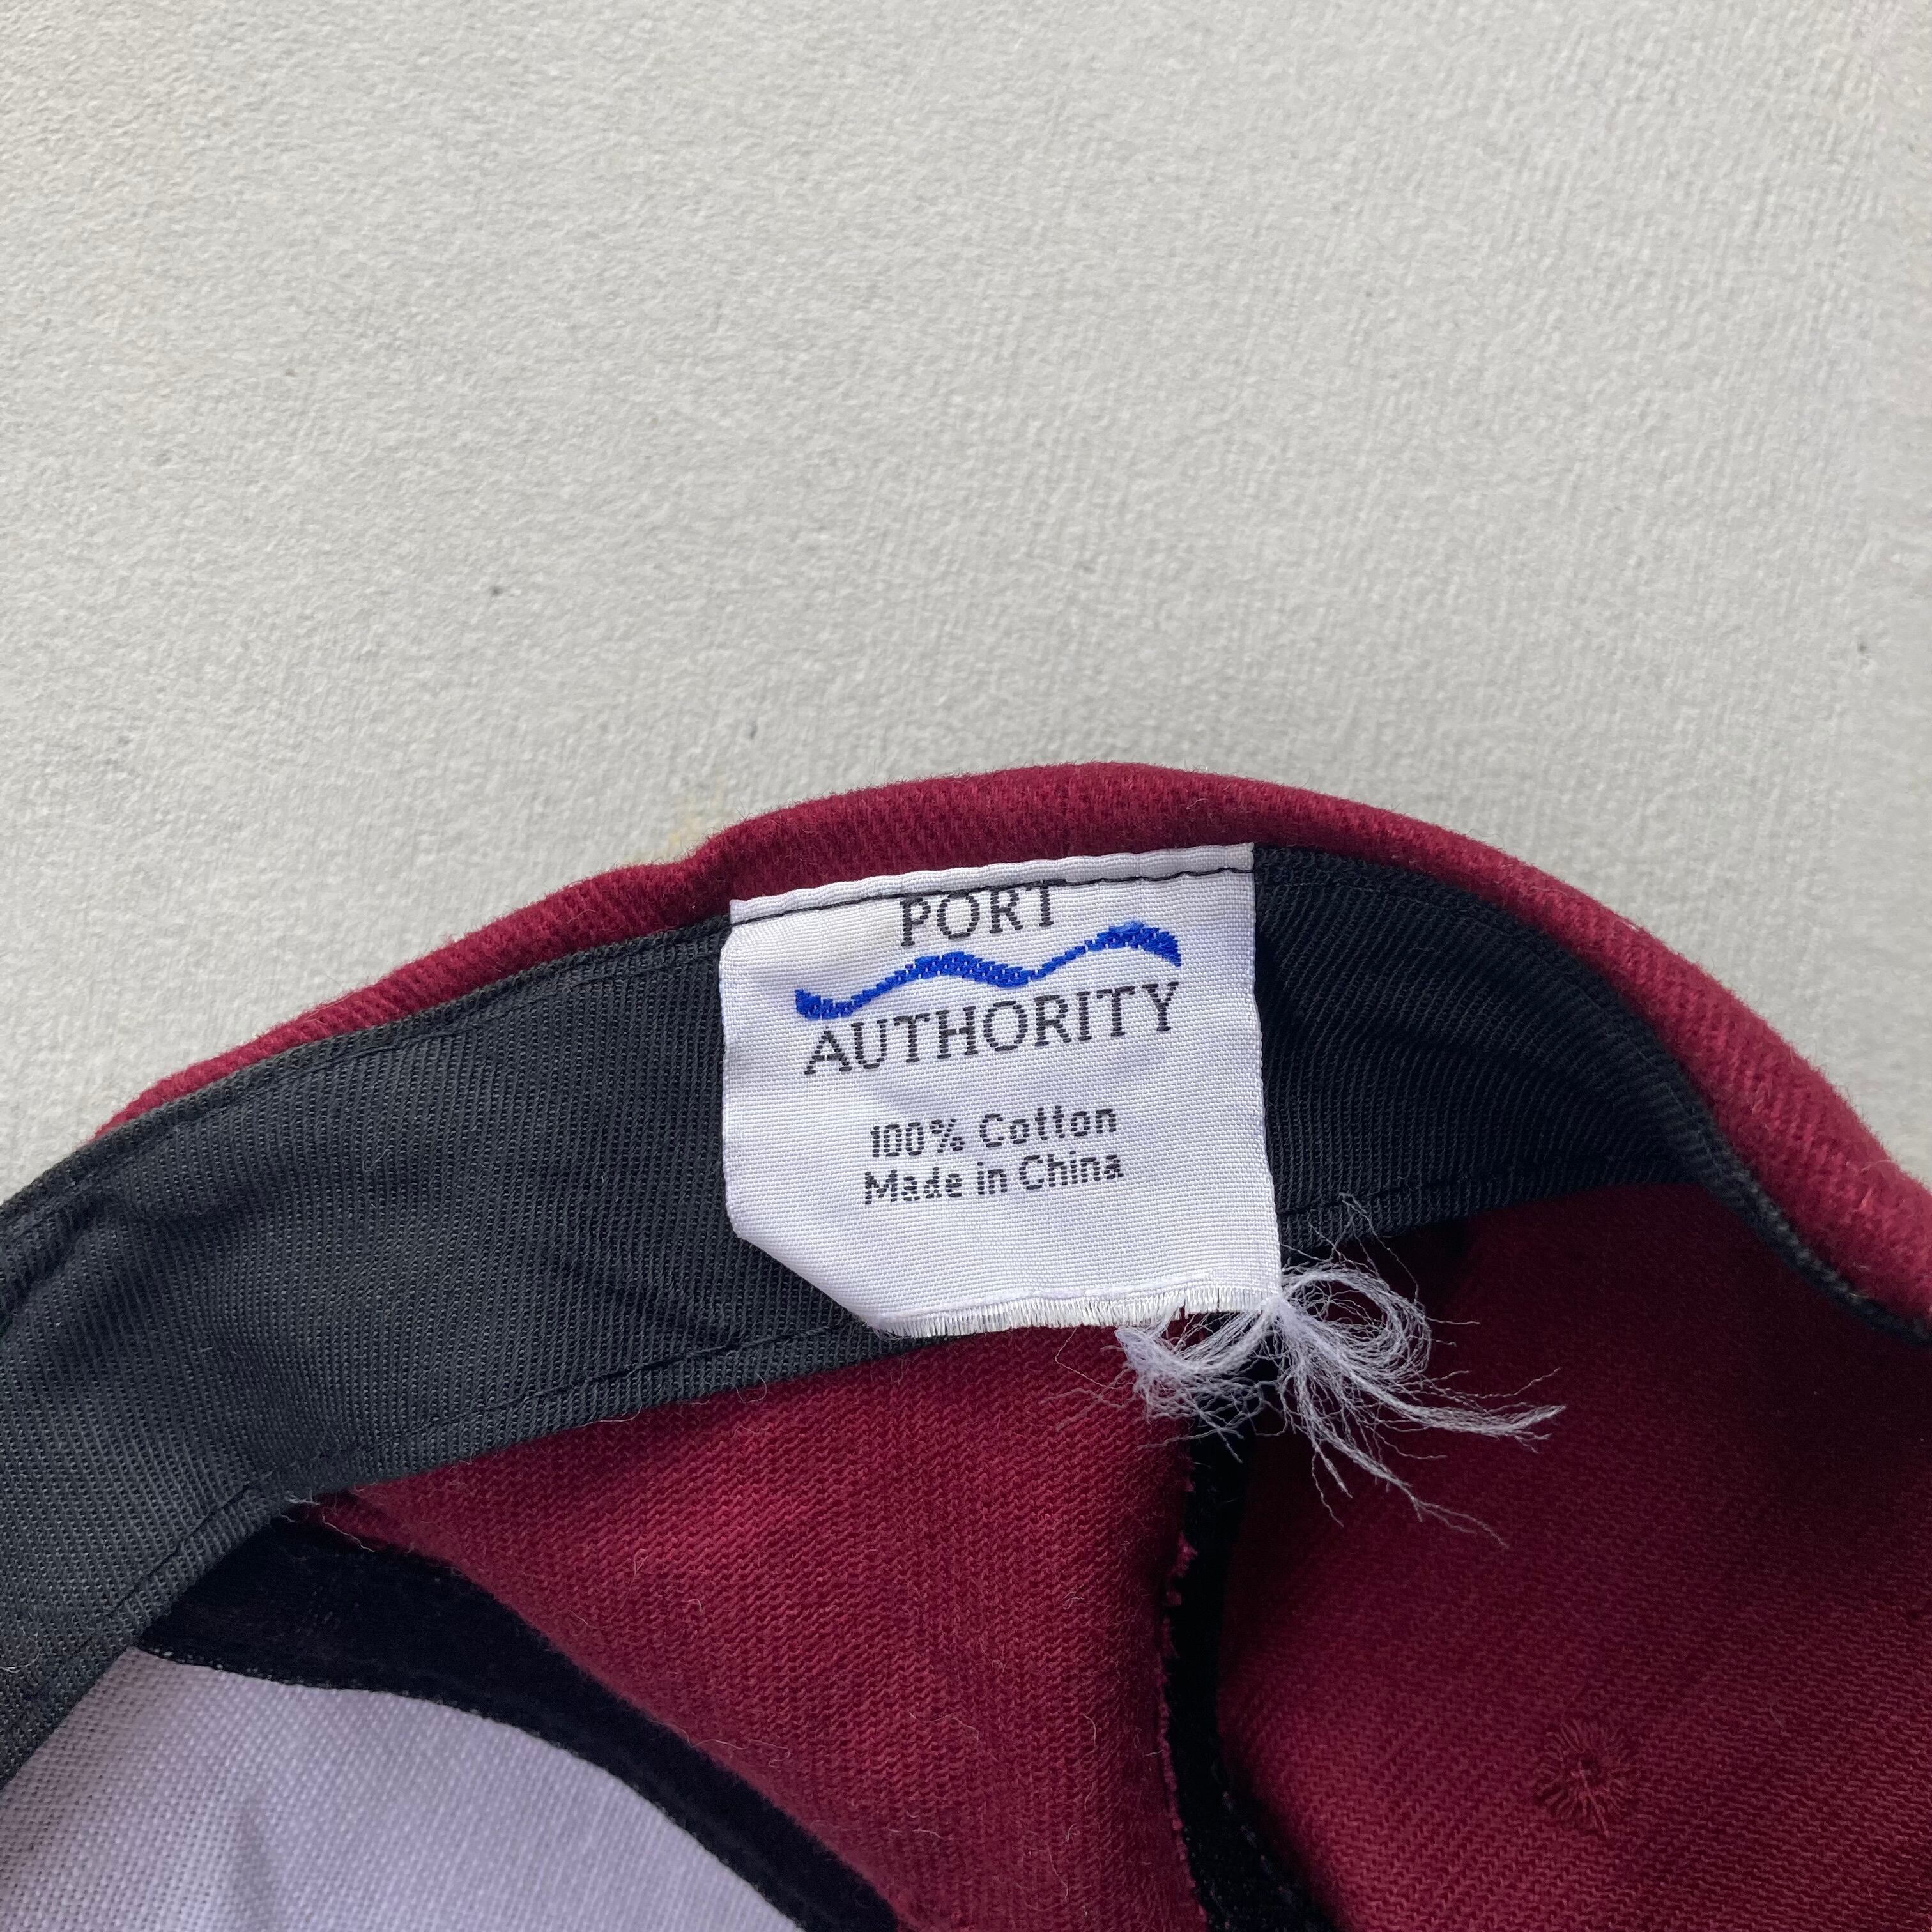 PORT
AUTHORITY
100% Cotton
Made in China